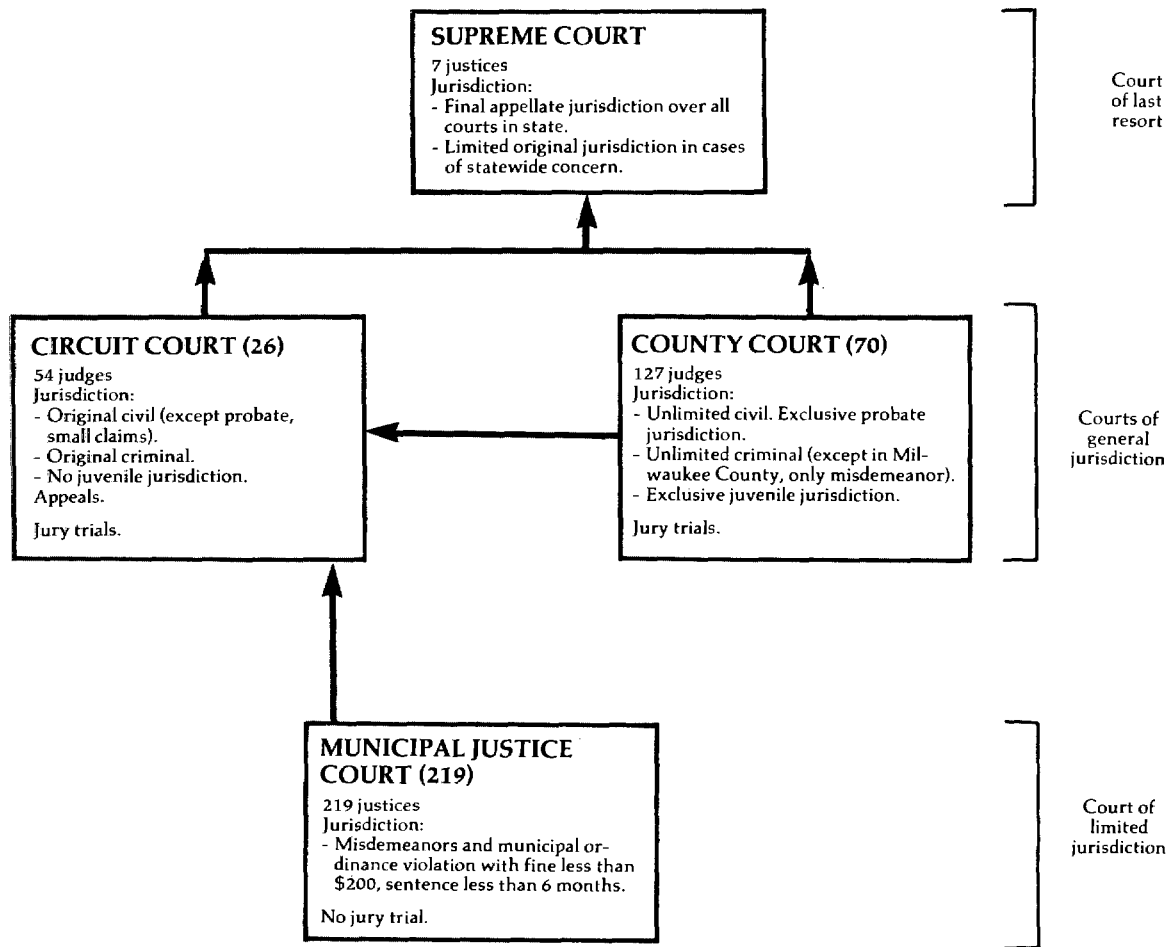 SUPREME COURT
7 justices
Jurisdiction:
- Final appellate jurisdiction over all
courts in state.
- Limited original jurisdiction in cases
of statewide concern.
Court
of last
resort
CIRCUIT COURT (26)
54 judges
Jurisdiction:
- Original civil (except probate,
small claims).
- Original criminal.
- No juvenile jurisdiction.
Appeals.
Jury trials.
COUNTY COURT (70)
127 judges
Jurisdiction:
- Unlimited civil. Exclusive probate
jurisdiction.
- Unlimited criminal (except in Mil-
waukee County, only misdemeanor).
- Exclusive juvenile jurisdiction.
Jury trials.
Courts of
general
jurisdiction
MUNICIPAL JUSTICE
COURT (219)
219 justices
Jurisdiction:
- Misdemeanors and municipal or-
dinance violation with fine less than
$200, sentence less than 6 months.
No jury trial.
Court of
limited
jurisdiction